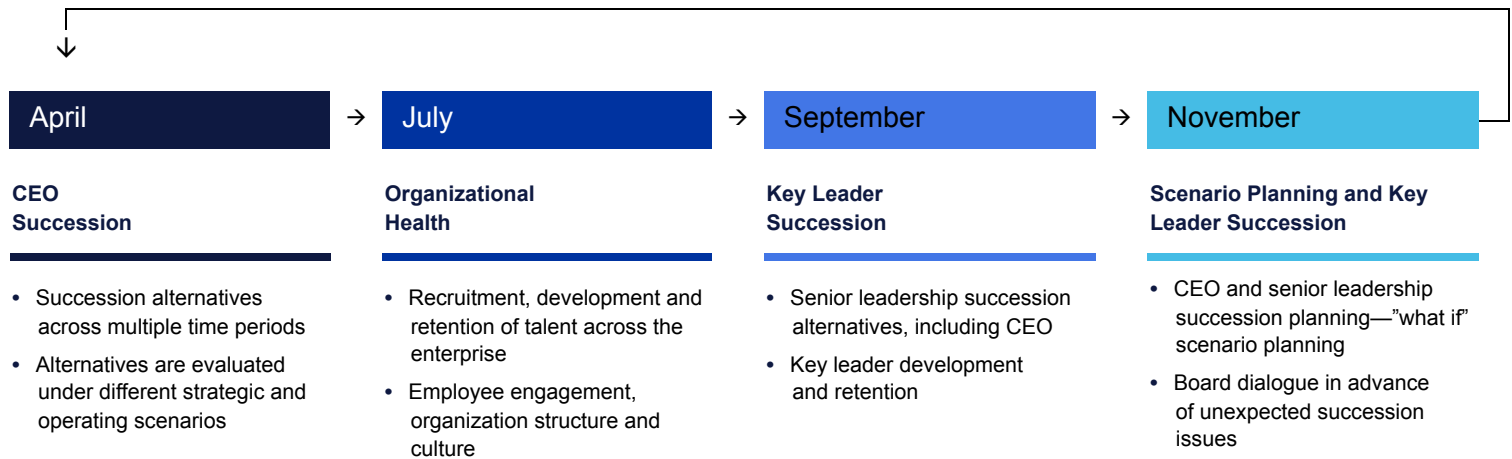 April
→
July
→
September
→
November
CEO
Succession
• Succession alternatives
across multiple time periods
• Alternatives are evaluated
under different strategic and
operating scenarios
Organizational
Health
• Recruitment, development and
retention of talent across the
enterprise
• Employee engagement,
organization structure and
culture
Key Leader
Succession
• Senior leadership succession
alternatives, including CEO
• Key leader development
and retention
Scenario Planning and Key
Leader Succession
• CEO and senior leadership
succession planning—”what if”
scenario planning
• Board dialogue in advance
of unexpected succession
issues